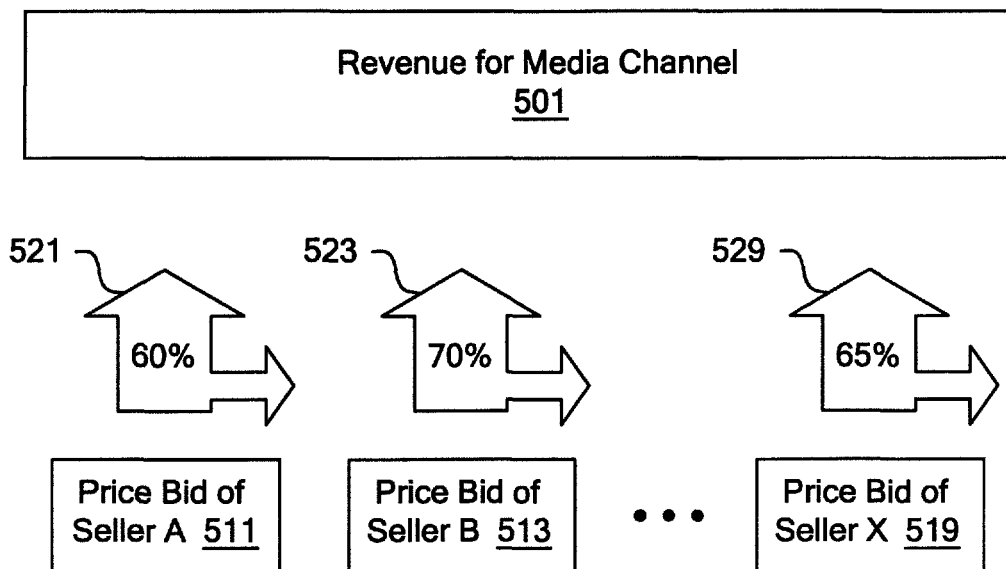 Revenue for Media Channel
501
521
523
529
60%
70%
65%
Price Bid of
Seller A 511
Price Bid of
Seller B 513
• • •
Price Bid of
Seller X 519